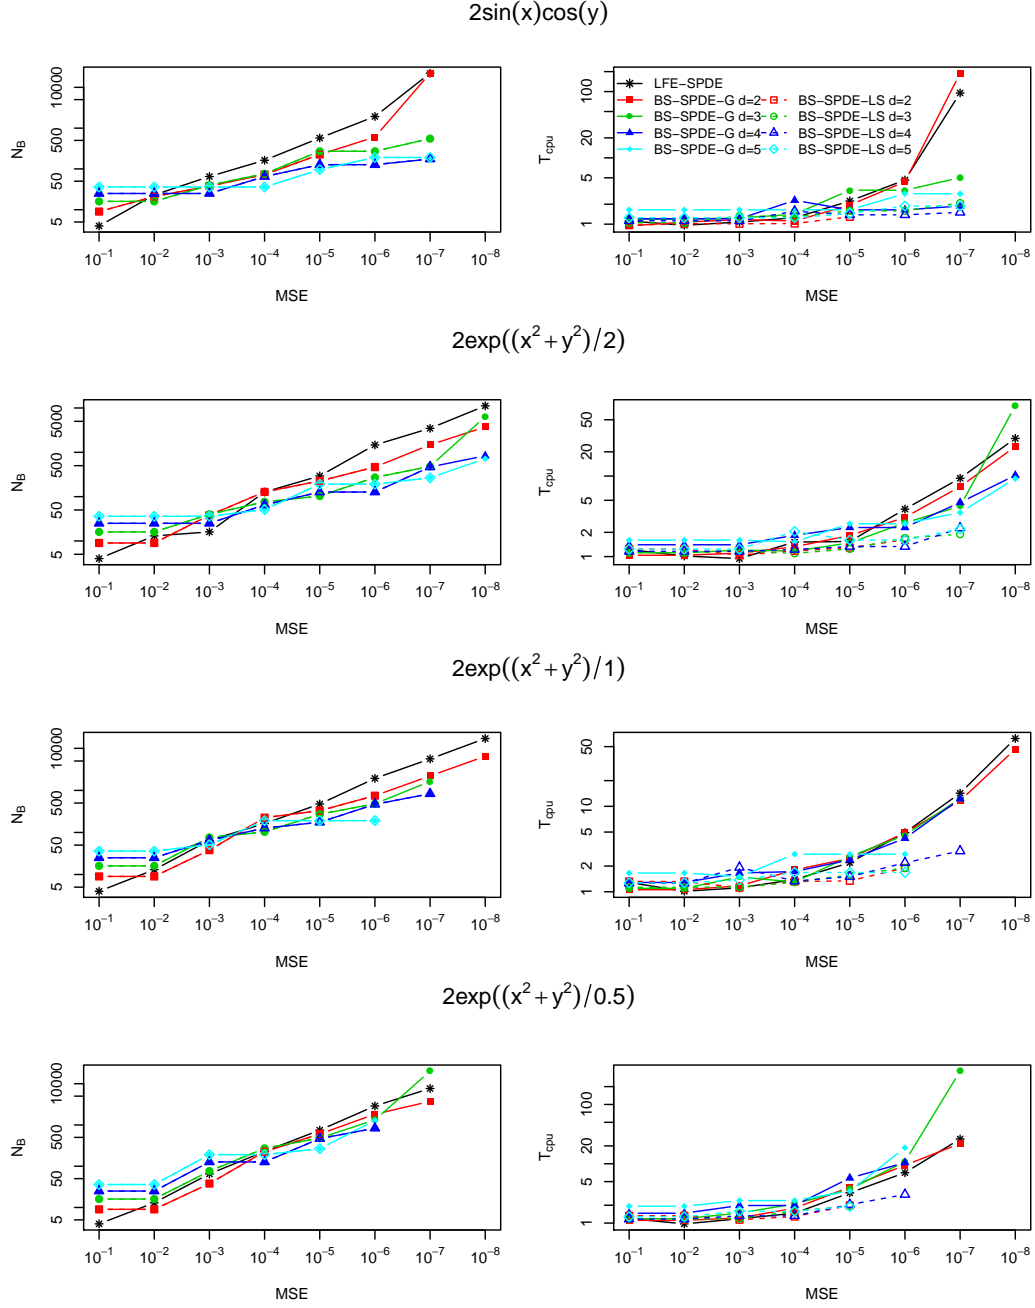 2sin(x)cos(y)
N_B
5 50 500 10000
10^−1 10^−2 10^−3 10^−4 10^−5 10^−6 10^−7 10^−8
MSE
T_cpu
1 5 20 100
LFE−SPDE
BS−SPDE−G d=2
BS−SPDE−G d=3
BS−SPDE−G d=4
BS−SPDE−G d=5
BS−SPDE−LS d=2
BS−SPDE−LS d=3
BS−SPDE−LS d=4
BS−SPDE−LS d=5
10^−1 10^−2 10^−3 10^−4 10^−5 10^−6 10^−7 10^−8
MSE
2exp((x^2 + y^2)/2)
N_B
5 50 500 5000
10^−1 10^−2 10^−3 10^−4 10^−5 10^−6 10^−7 10^−8
MSE
T_cpu
1 2 5 10 50
10^−1 10^−2 10^−3 10^−4 10^−5 10^−6 10^−7 10^−8
MSE
2exp((x^2 + y^2)/1)
N_B
5 50 500 10000
10^−1 10^−2 10^−3 10^−4 10^−5 10^−6 10^−7 10^−8
MSE
T_cpu
1 2 5 10 50
10^−1 10^−2 10^−3 10^−4 10^−5 10^−6 10^−7 10^−8
MSE
2exp((x^2 + y^2)/0.5)
N_B
5 50 500 10000
10^−1 10^−2 10^−3 10^−4 10^−5 10^−6 10^−7 10^−8
MSE
T_cpu
1 5 20 100
10^−1 10^−2 10^−3 10^−4 10^−5 10^−6 10^−7 10^−8
MSE